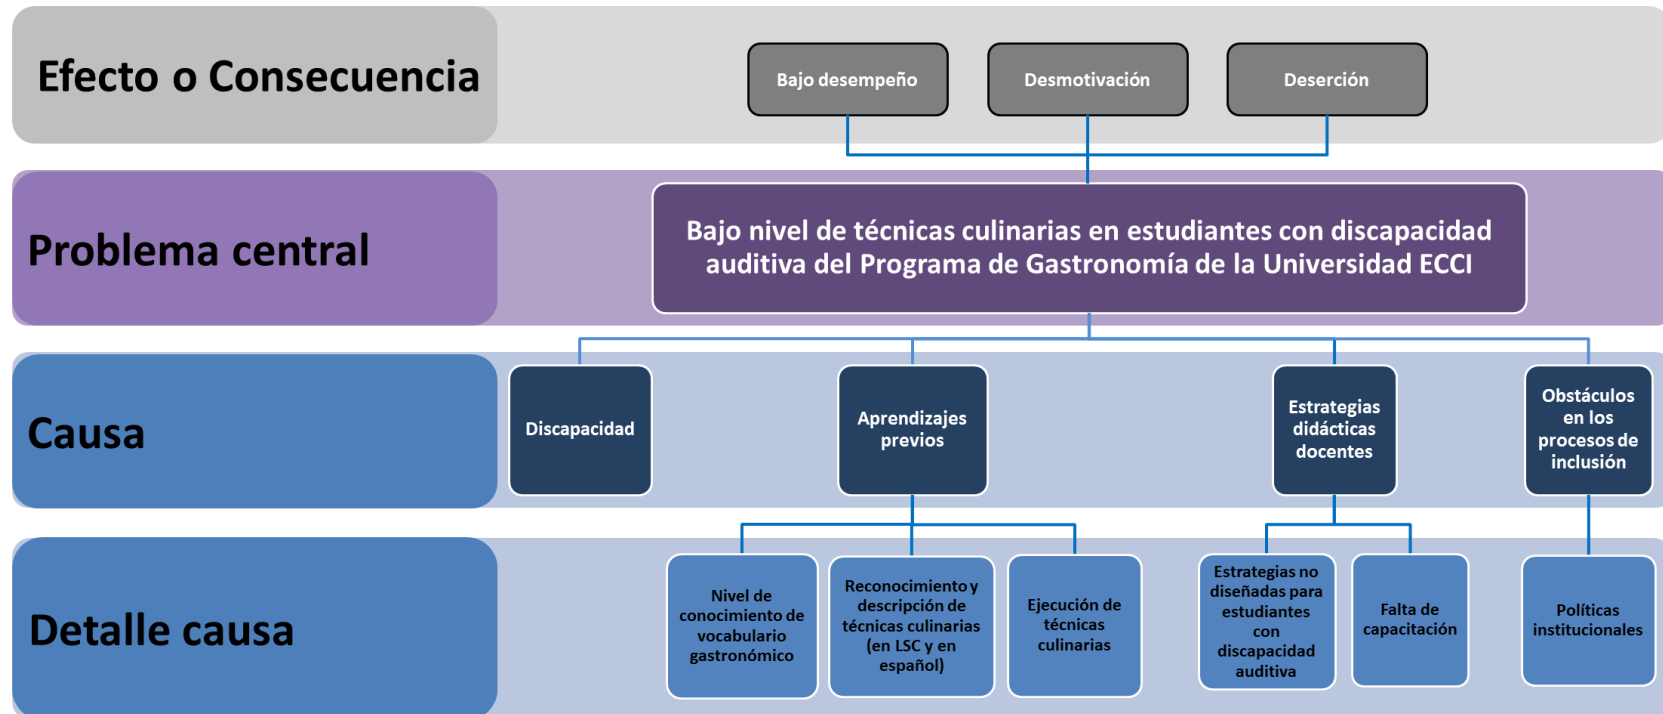 Efecto o Consecuencia
Bajo desempeño
Desmotivación
Deserción
Problema central
Bajo nivel de técnicas culinarias en estudiantes con discapacidad
auditiva del Programa de Gastronomía de la Universidad ECCI
Causa
Discapacidad
Aprendizajes
previos
Estrategias
didácticas
docentes
Obstáculos
en los
procesos de
inclusión
Detalle causa
Nivel de
conocimiento de
vocabulario
gastronómico
Reconocimiento y
descripción de
técnicas culinarias
(en LSC y en
español)
Ejecución de
técnicas
culinarias
Estrategias no
diseñadas para
estudiantes
con
discapacidad
auditiva
Falta de
capacitación
Políticas
institucionales